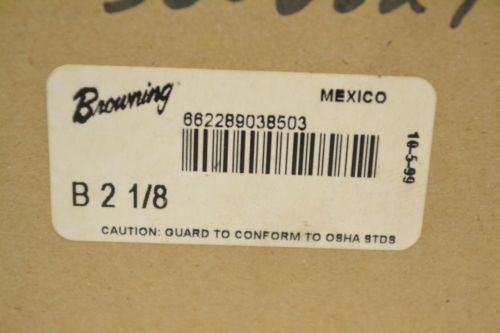 Browning
MEXICO
662289038503
10-5-99
B 2 1/8
CAUTION: GUARD TO CONFORM TO OSHA STDS